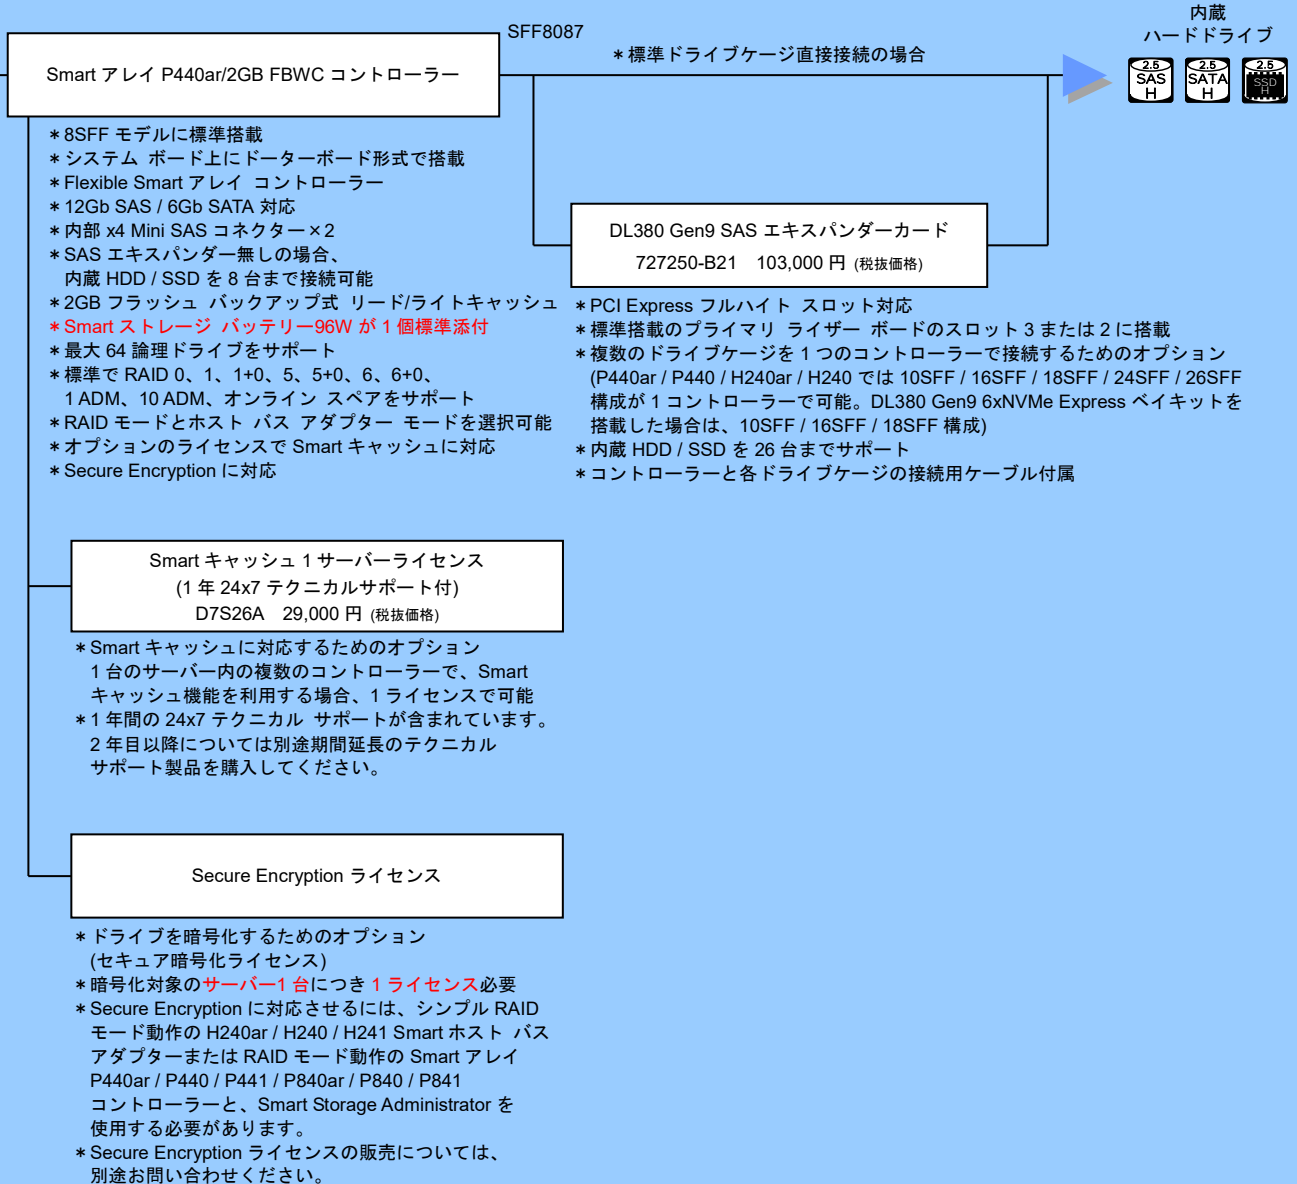 SFF8087
内蔵
ハードドライブ
Smart アレイ P440ar/2GB FBWC コントローラー
＊標準ドライブケージ直接接続の場合
2.5 SAS H
2.5 SATA H
2.5 SSD H
＊8SFF モデルに標準搭載
＊システム ボード上にドーターボード形式で搭載
＊Flexible Smart アレイ コントローラー
＊12Gb SAS / 6Gb SATA 対応
＊内部 x4 Mini SAS コネクター×2
＊SAS エキスパンダー無しの場合、
内蔵 HDD / SSD を 8 台まで接続可能
＊2GB フラッシュ バックアップ式 リード/ライトキャッシュ
＊Smart ストレージ バッテリー96W が 1 個標準添付
＊最大 64 論理ドライブをサポート
＊標準で RAID 0、1、1+0、5、5+0、6、6+0、
1 ADM、10 ADM、オンライン スペアをサポート
＊RAID モードとホスト バス アダプター モードを選択可能
＊オプションのライセンスで Smart キャッシュに対応
＊Secure Encryption に対応
DL380 Gen9 SAS エキスパンダーカード
727250-B21 103,000 円 (税抜価格)
＊PCI Express フルハイト スロット対応
＊標準搭載のプライマリ ライザー ボードのスロット 3 または 2 に搭載
＊複数のドライブケージを 1 つのコントローラーで接続するためのオプション
(P440ar / P440 / H240ar / H240 では 10SFF / 16SFF / 18SFF / 24SFF / 26SFF
構成が 1 コントローラーで可能。DL380 Gen9 6xNVMe Express ベイキットを
搭載した場合は、10SFF / 16SFF / 18SFF 構成)
＊内蔵 HDD / SSD を 26 台までサポート
＊コントローラーと各ドライブケージの接続用ケーブル付属
Smart キャッシュ 1 サーバーライセンス
(1 年 24x7 テクニカルサポート付)
D7S26A 29,000 円 (税抜価格)
＊Smart キャッシュに対応するためのオプション
1 台のサーバー内の複数のコントローラーで、Smart
キャッシュ機能を利用する場合、1 ライセンスで可能
＊1 年間の 24x7 テクニカル サポートが含まれています。
2 年目以降については別途期間延長のテクニカル
サポート製品を購入してください。
Secure Encryption ライセンス
＊ドライブを暗号化するためのオプション
(セキュア暗号化ライセンス)
＊暗号化対象のサーバー1 台につき 1 ライセンス必要
＊Secure Encryption に対応させるには、シンプル RAID
モード動作の H240ar / H240 / H241 Smart ホスト バス
アダプターまたは RAID モード動作の Smart アレイ
P440ar / P440 / P441 / P840ar / P840 / P841
コントローラーと、Smart Storage Administrator を
使用する必要があります。
＊Secure Encryption ライセンスの販売については、
別途お問い合わせください。